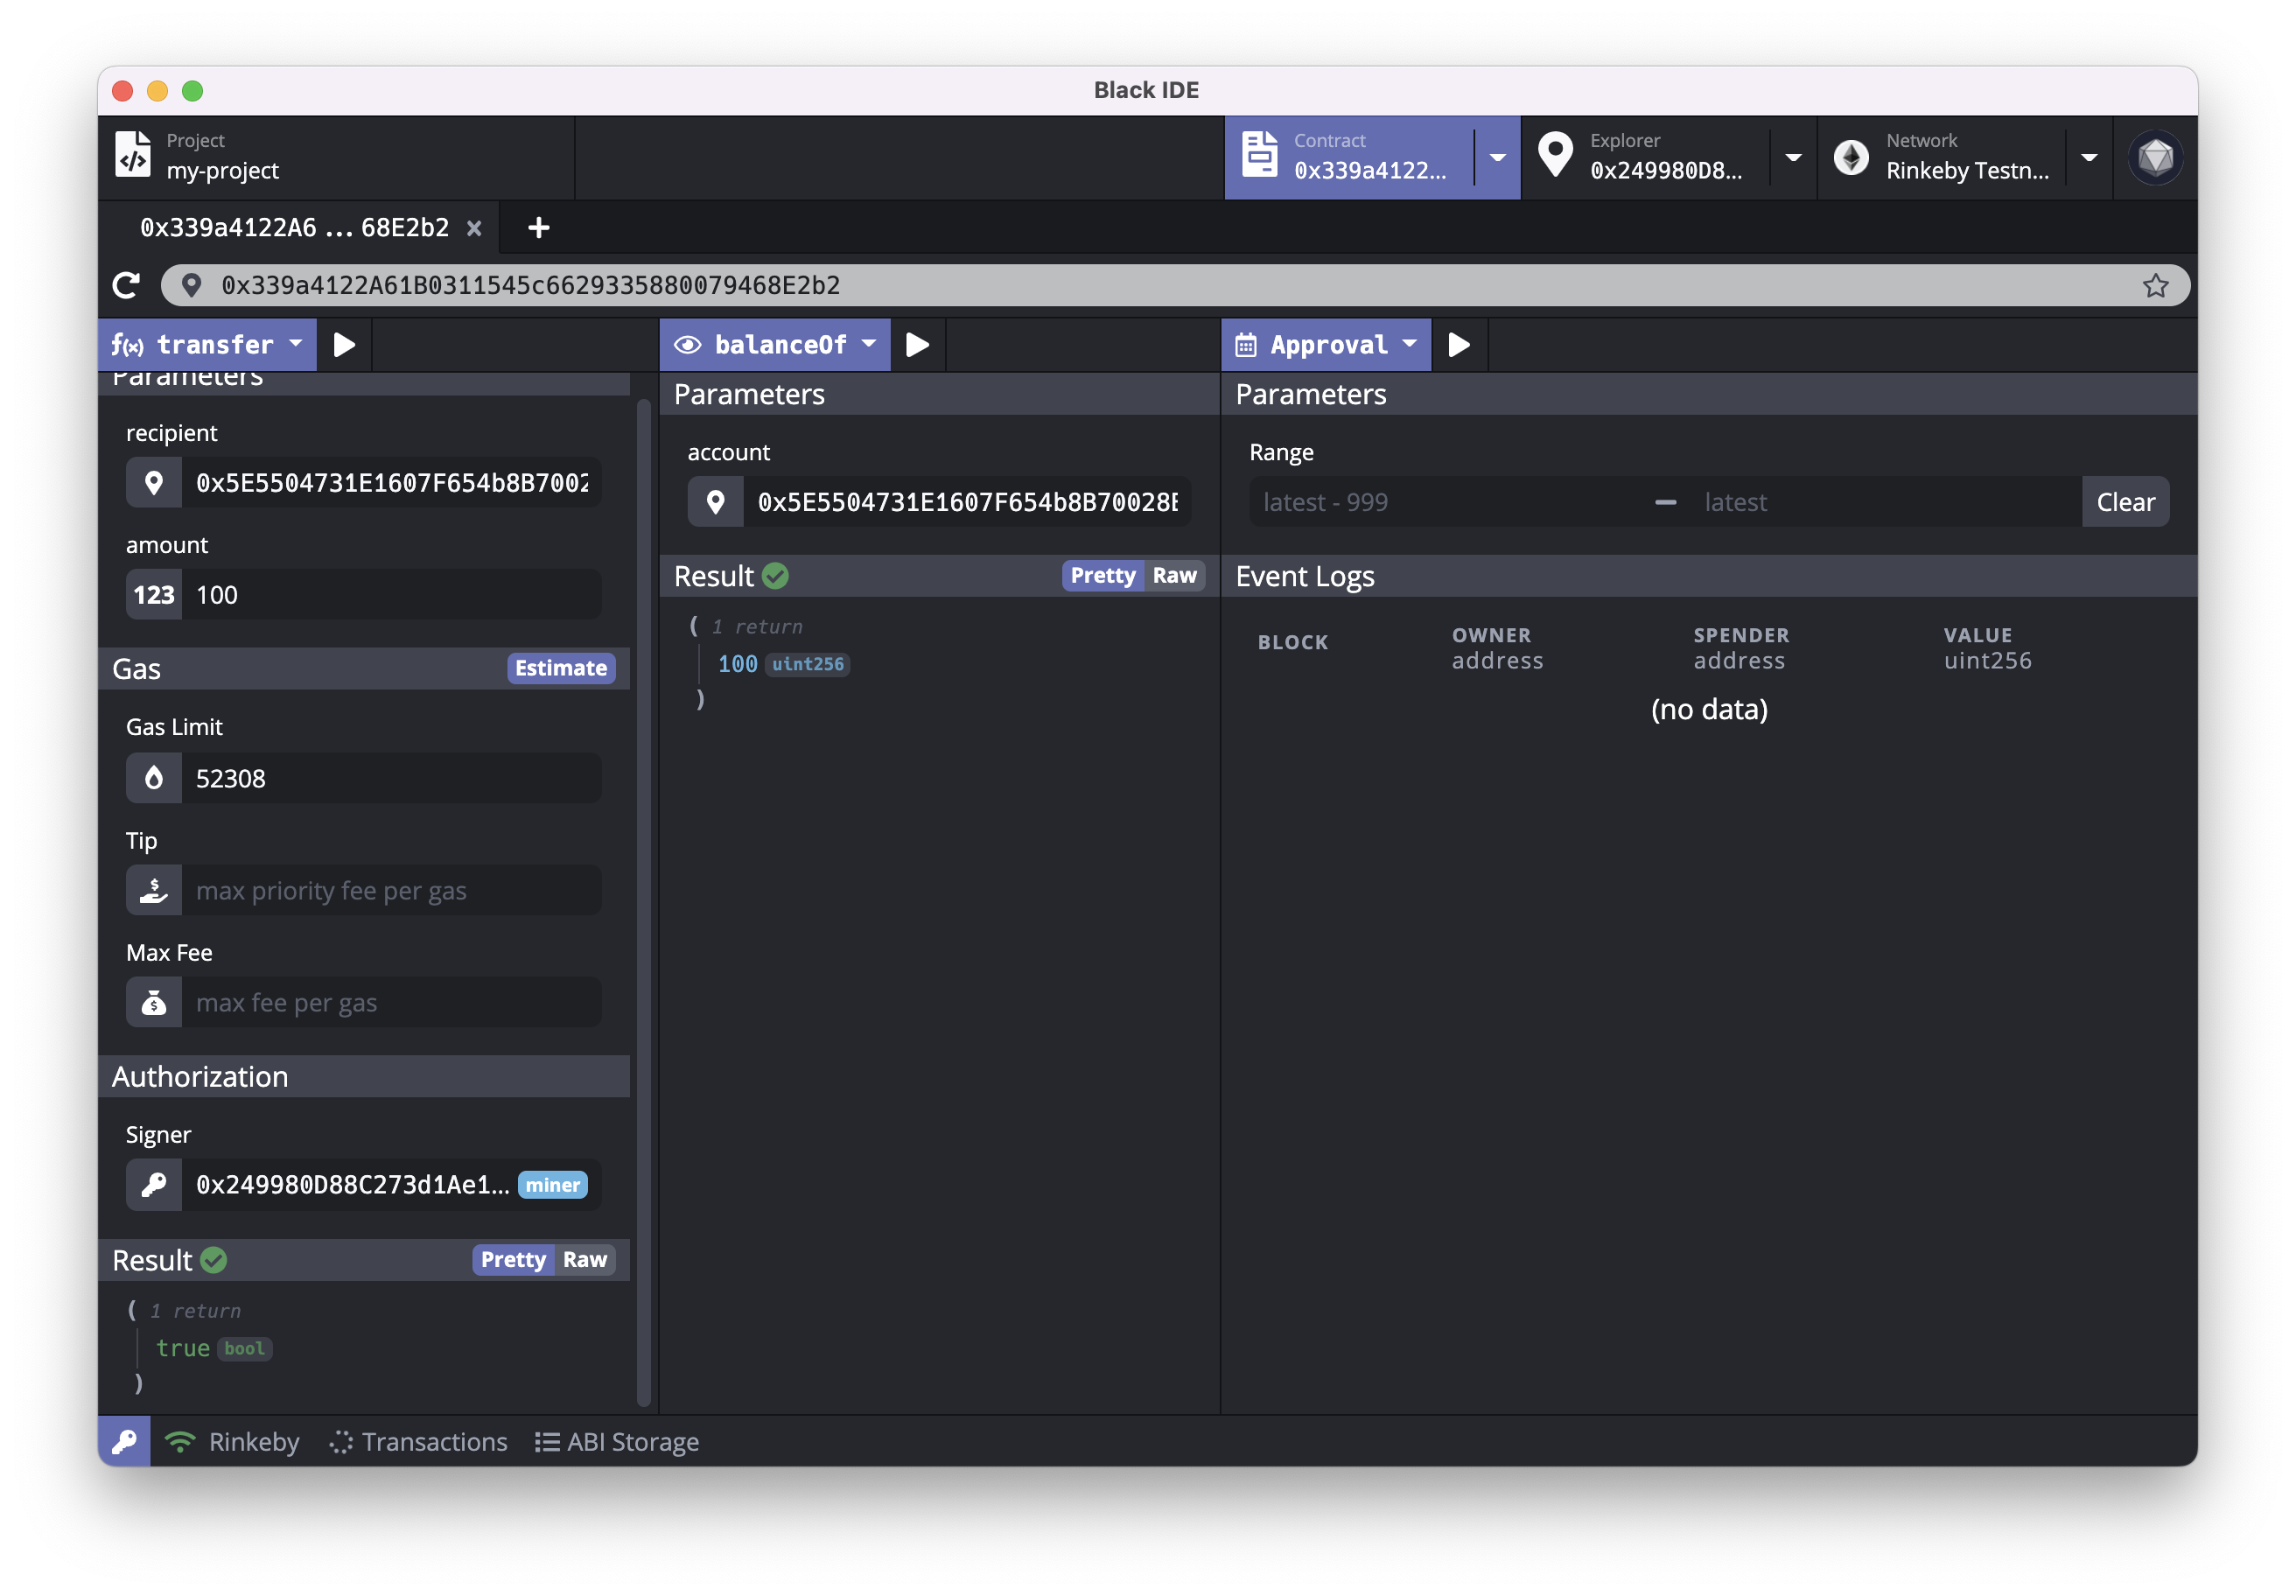 Black IDE
Project
my-project
Contract
0x339a4122...
Explorer
0x249980D8...
Network
Rinkeby Testn...
0x339a4122A6 ... 68E2b2
0x339a4122A61B0311545c6629335880079468E2b2
f(x) transfer
Parameters
recipient
0x5E5504731E1607F654b8B7002
amount
123 100
Gas
Estimate
Gas Limit
52308
Tip
max priority fee per gas
Max Fee
max fee per gas
Authorization
Signer
0x249980D88C273d1Ae1... miner
Result
Pretty Raw
( 1 return
true bool
)
balanceOf
Parameters
account
0x5E5504731E1607F654b8B70028E
Result
Pretty Raw
( 1 return
100 uint256
)
Approval
Parameters
Range
latest - 999 — latest Clear
Event Logs
BLOCK OWNER SPENDER VALUE
address address uint256
(no data)
Rinkeby Transactions ABI Storage